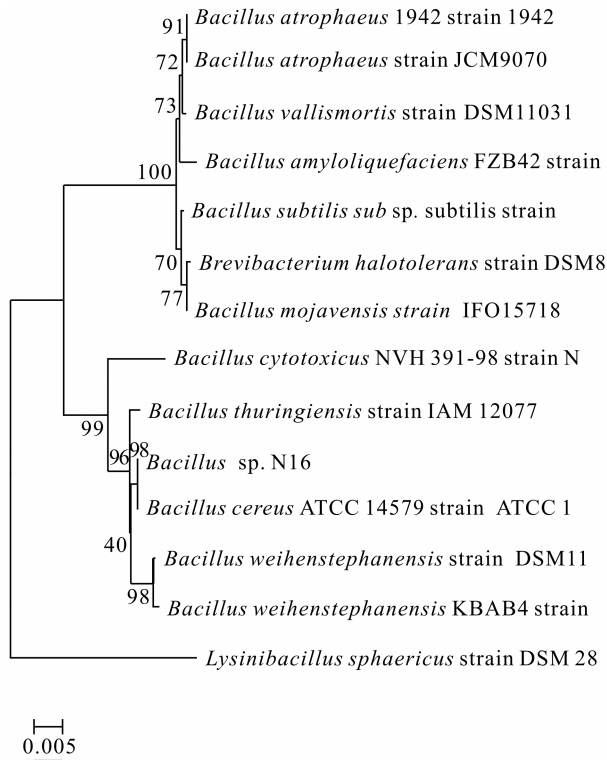 91
Bacillus atrophaeus 1942 strain 1942
72
Bacillus atrophaeus strain JCM9070
73
Bacillus vallismortis strain DSM11031
Bacillus amyloliquefaciens FZB42 strain
100
Bacillus subtilis sub sp. subtilis strain
70
Brevibacterium halotolerans strain DSM8
77
Bacillus mojavensis strain IFO15718
Bacillus cytotoxicus NVH 391-98 strain N
Bacillus thuringiensis strain IAM 12077
99
96
98
Bacillus sp. N16
Bacillus cereus ATCC 14579 strain ATCC 1
40
Bacillus weihenstephanensis strain DSM11
98
Bacillus weihenstephanensis KBAB4 strain
Lysinibacillus sphaericus strain DSM 28
0.005